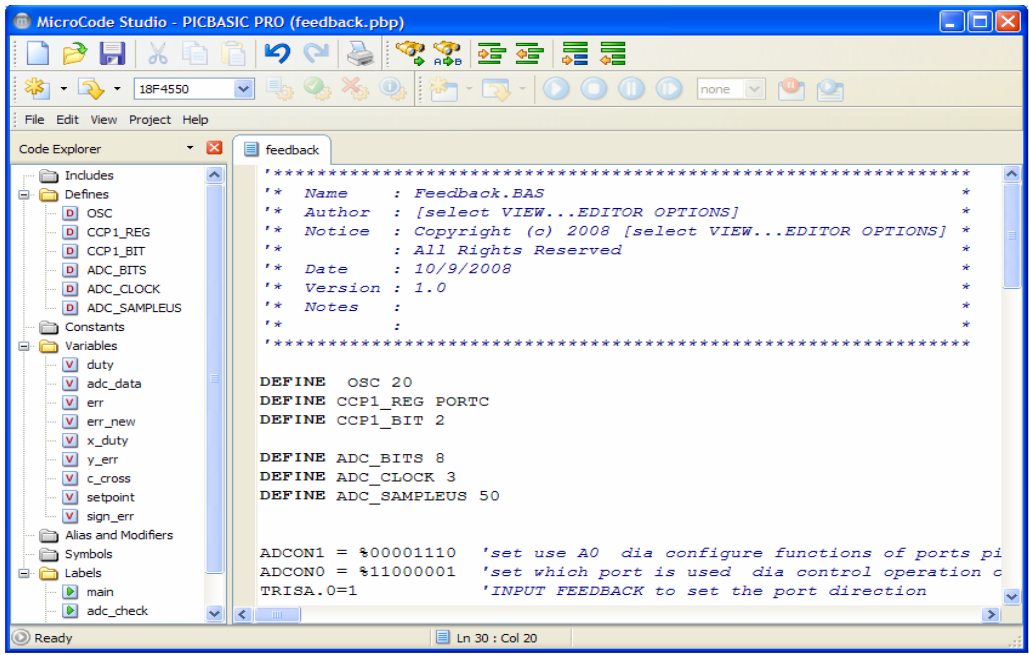 MicroCode Studio - PICBASIC PRO (feedback.pbp)
18F4550
none
File Edit View Project Help
Code Explorer
feedback
Includes
Defines
OSC
CCP1_REG
CCP1_BIT
ADC_BITS
ADC_CLOCK
ADC_SAMPLEUS
Constants
Variables
duty
adc_data
err
err_new
x_duty
y_err
c_cross
setpoint
sign_err
Alias and Modifiers
Symbols
Labels
main
adc_check
'****************************************************************
'*  Name    : Feedback.BAS                                      *
'*  Author  : [select VIEW...EDITOR OPTIONS]                    *
'*  Notice  : Copyright (c) 2008 [select VIEW...EDITOR OPTIONS] *
'*          : All Rights Reserved                               *
'*  Date    : 10/9/2008                                         *
'*  Version : 1.0                                               *
'*  Notes   :                                                   *
'*          :                                                   *
'****************************************************************
DEFINE  OSC 20
DEFINE CCP1_REG PORTC
DEFINE CCP1_BIT 2
DEFINE ADC_BITS 8
DEFINE ADC_CLOCK 3
DEFINE ADC_SAMPLEUS 50
ADCON1 = %00001110  'set use A0  dia configure functions of ports pi
ADCON0 = %11000001  'set which port is used  dia control operation o
TRISA.0=1           'INPUT FEEDBACK to set the port direction
Ready
Ln 30 : Col 20